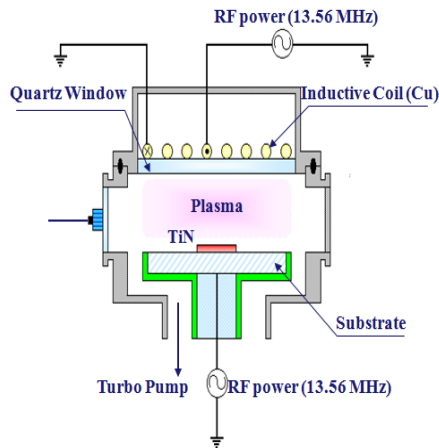 RF power (13.56 MHz)
Quartz Window
Inductive Coil (Cu)
Plasma
TiN
Substrate
Turbo Pump
RF power (13.56 MHz)